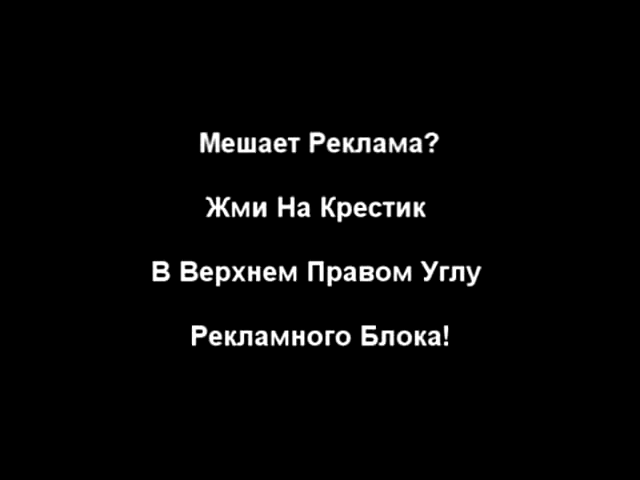 Мешает Реклама?
Жми На Крестик
В Верхнем Правом Углу
Рекламного Блока!